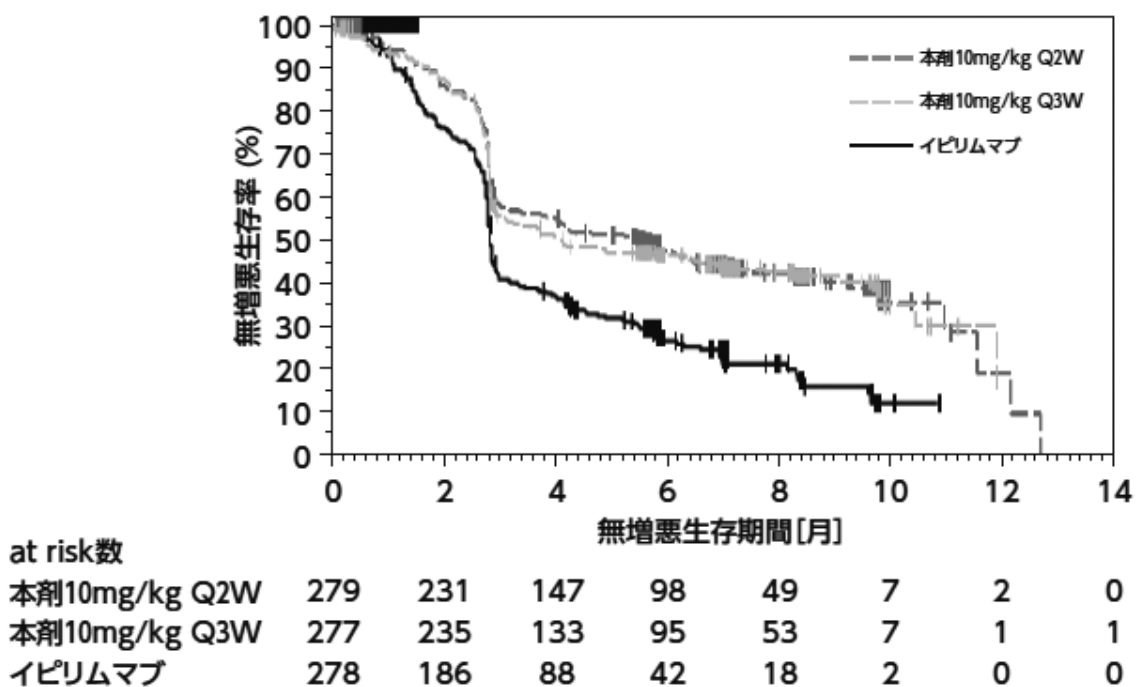 100
90
80
70
60
50
40
30
20
10
0
無増悪生存率 (%)
本剤10mg/kg Q2W
本剤10mg/kg Q3W
イピリムマブ
0 2 4 6 8 10 12 14
無増悪生存期間[月]
at risk数
本剤10mg/kg Q2W 279 231 147 98 49 7 2 0
本剤10mg/kg Q3W 277 235 133 95 53 7 1 1
イピリムマブ 278 186 88 42 18 2 0 0